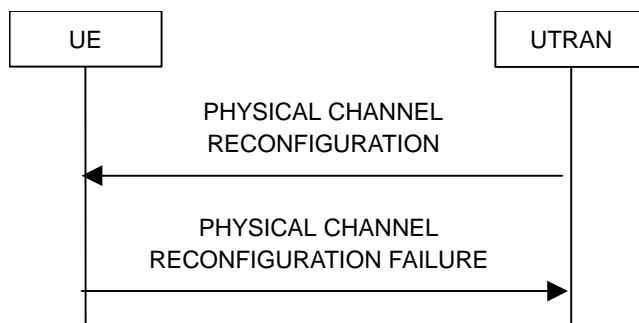 UE
UTRAN
PHYSICAL CHANNEL
RECONFIGURATION
PHYSICAL CHANNEL
RECONFIGURATION FAILURE